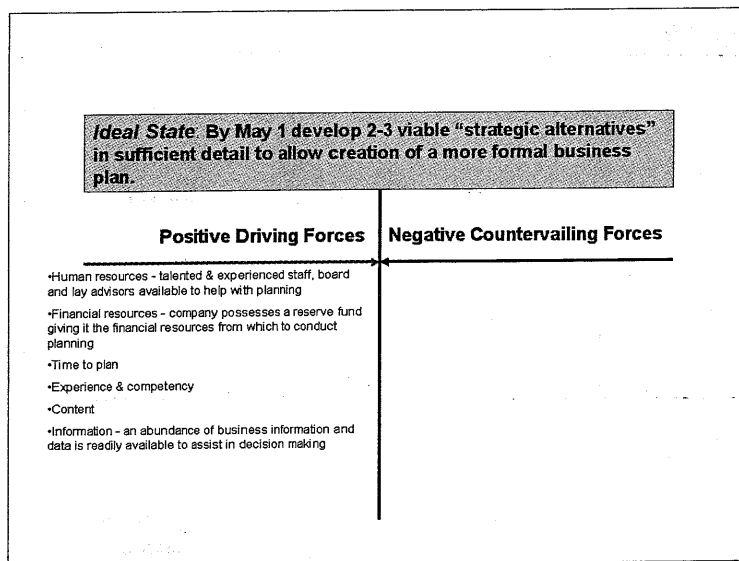 Ideal State: By May 1 develop 2-3 viable “strategic alternatives”
in sufficient detail to allow creation of a more formal business
plan.
Positive Driving Forces
Negative Countervailing Forces
•Human resources - talented & experienced staff, board
and lay advisors available to help with planning
•Financial resources - company possesses a reserve fund
giving it the financial resources from which to conduct
planning
•Time to plan
•Experience & competency
•Content
•Information - an abundance of business information and
data is readily available to assist in decision making